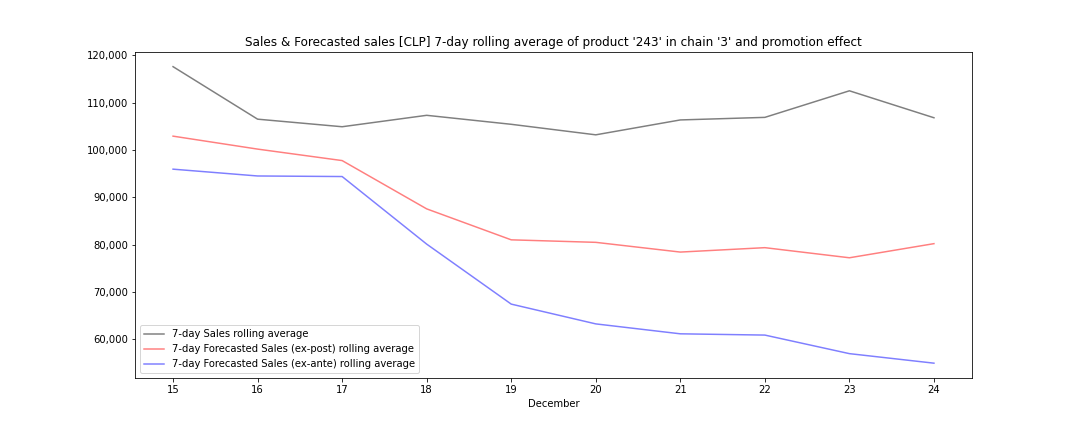 Sales & Forecasted sales [CLP] 7-day rolling average of product '243' in chain '3' and promotion effect
120,000
110,000
100,000
90,000
80,000
70,000
60,000
7-day Sales rolling average
7-day Forecasted Sales (ex-post) rolling average
7-day Forecasted Sales (ex-ante) rolling average
15 16 17 18 19 20 21 22 23 24
December